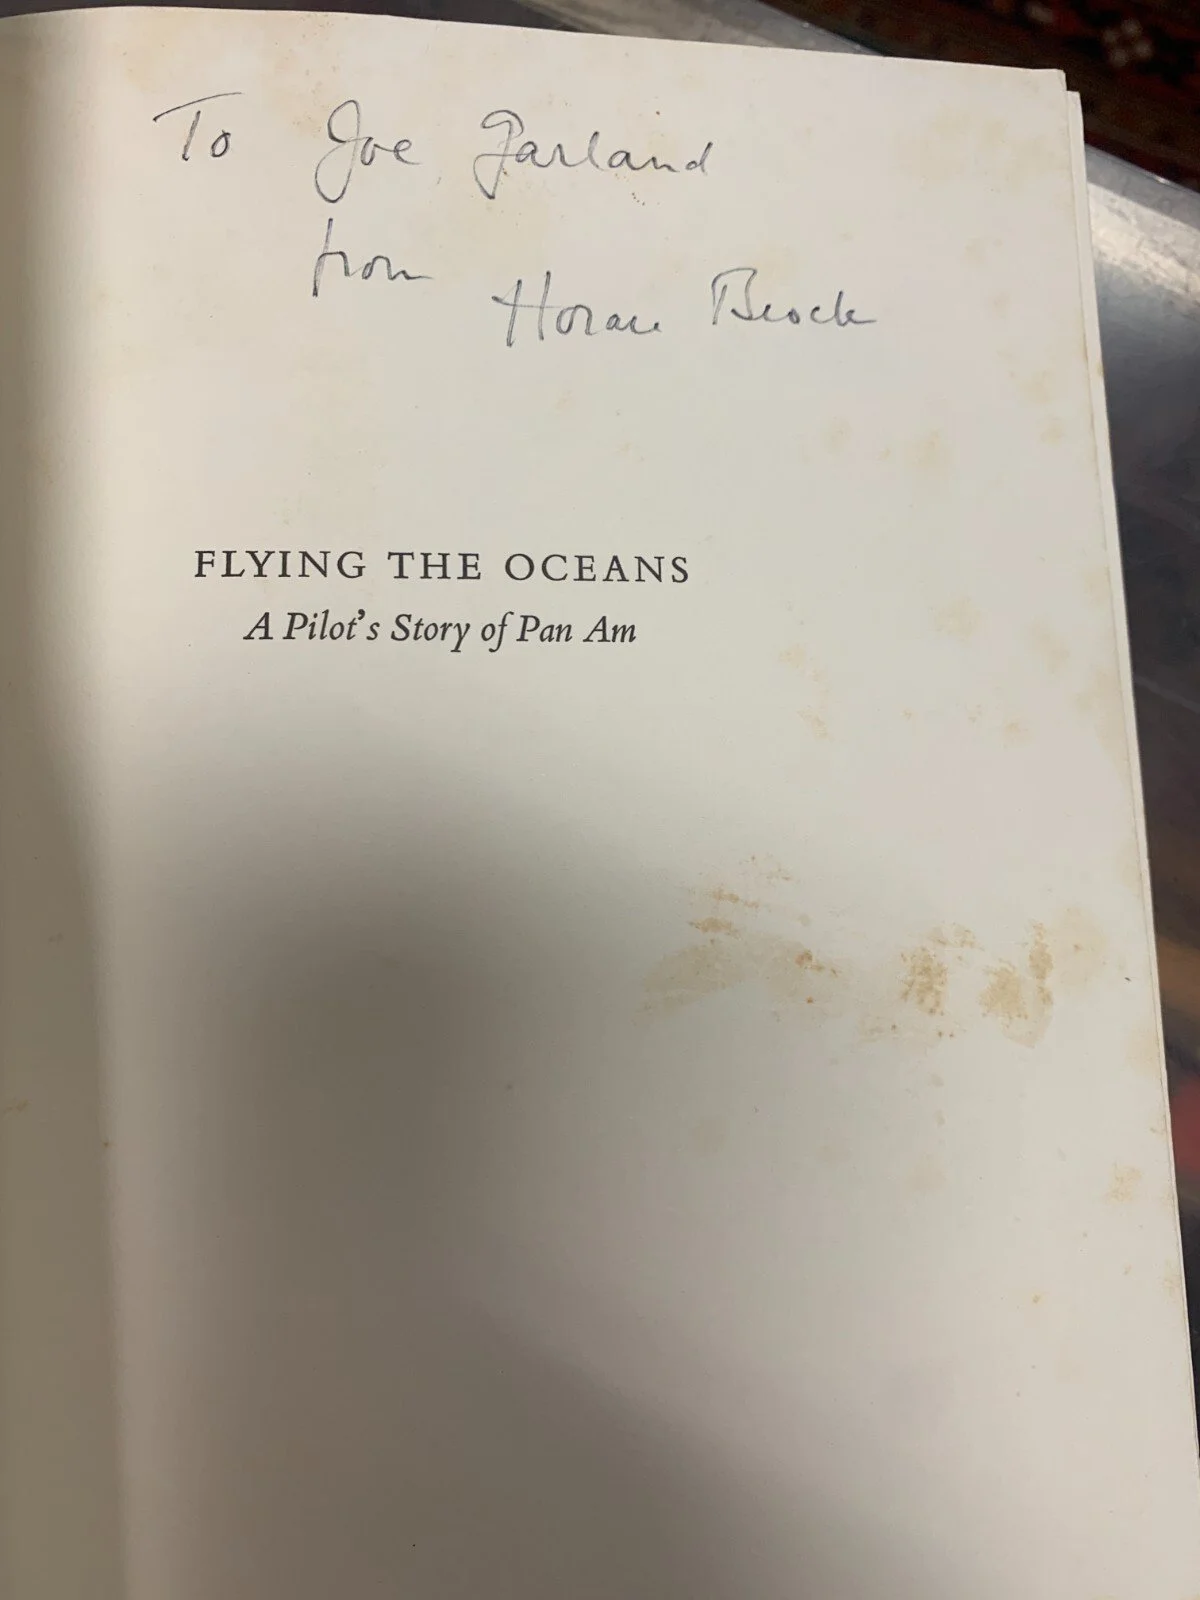 To Joe Garland
from
Horace Brock
FLYING THE OCEANS
A Pilot's Story of Pan Am